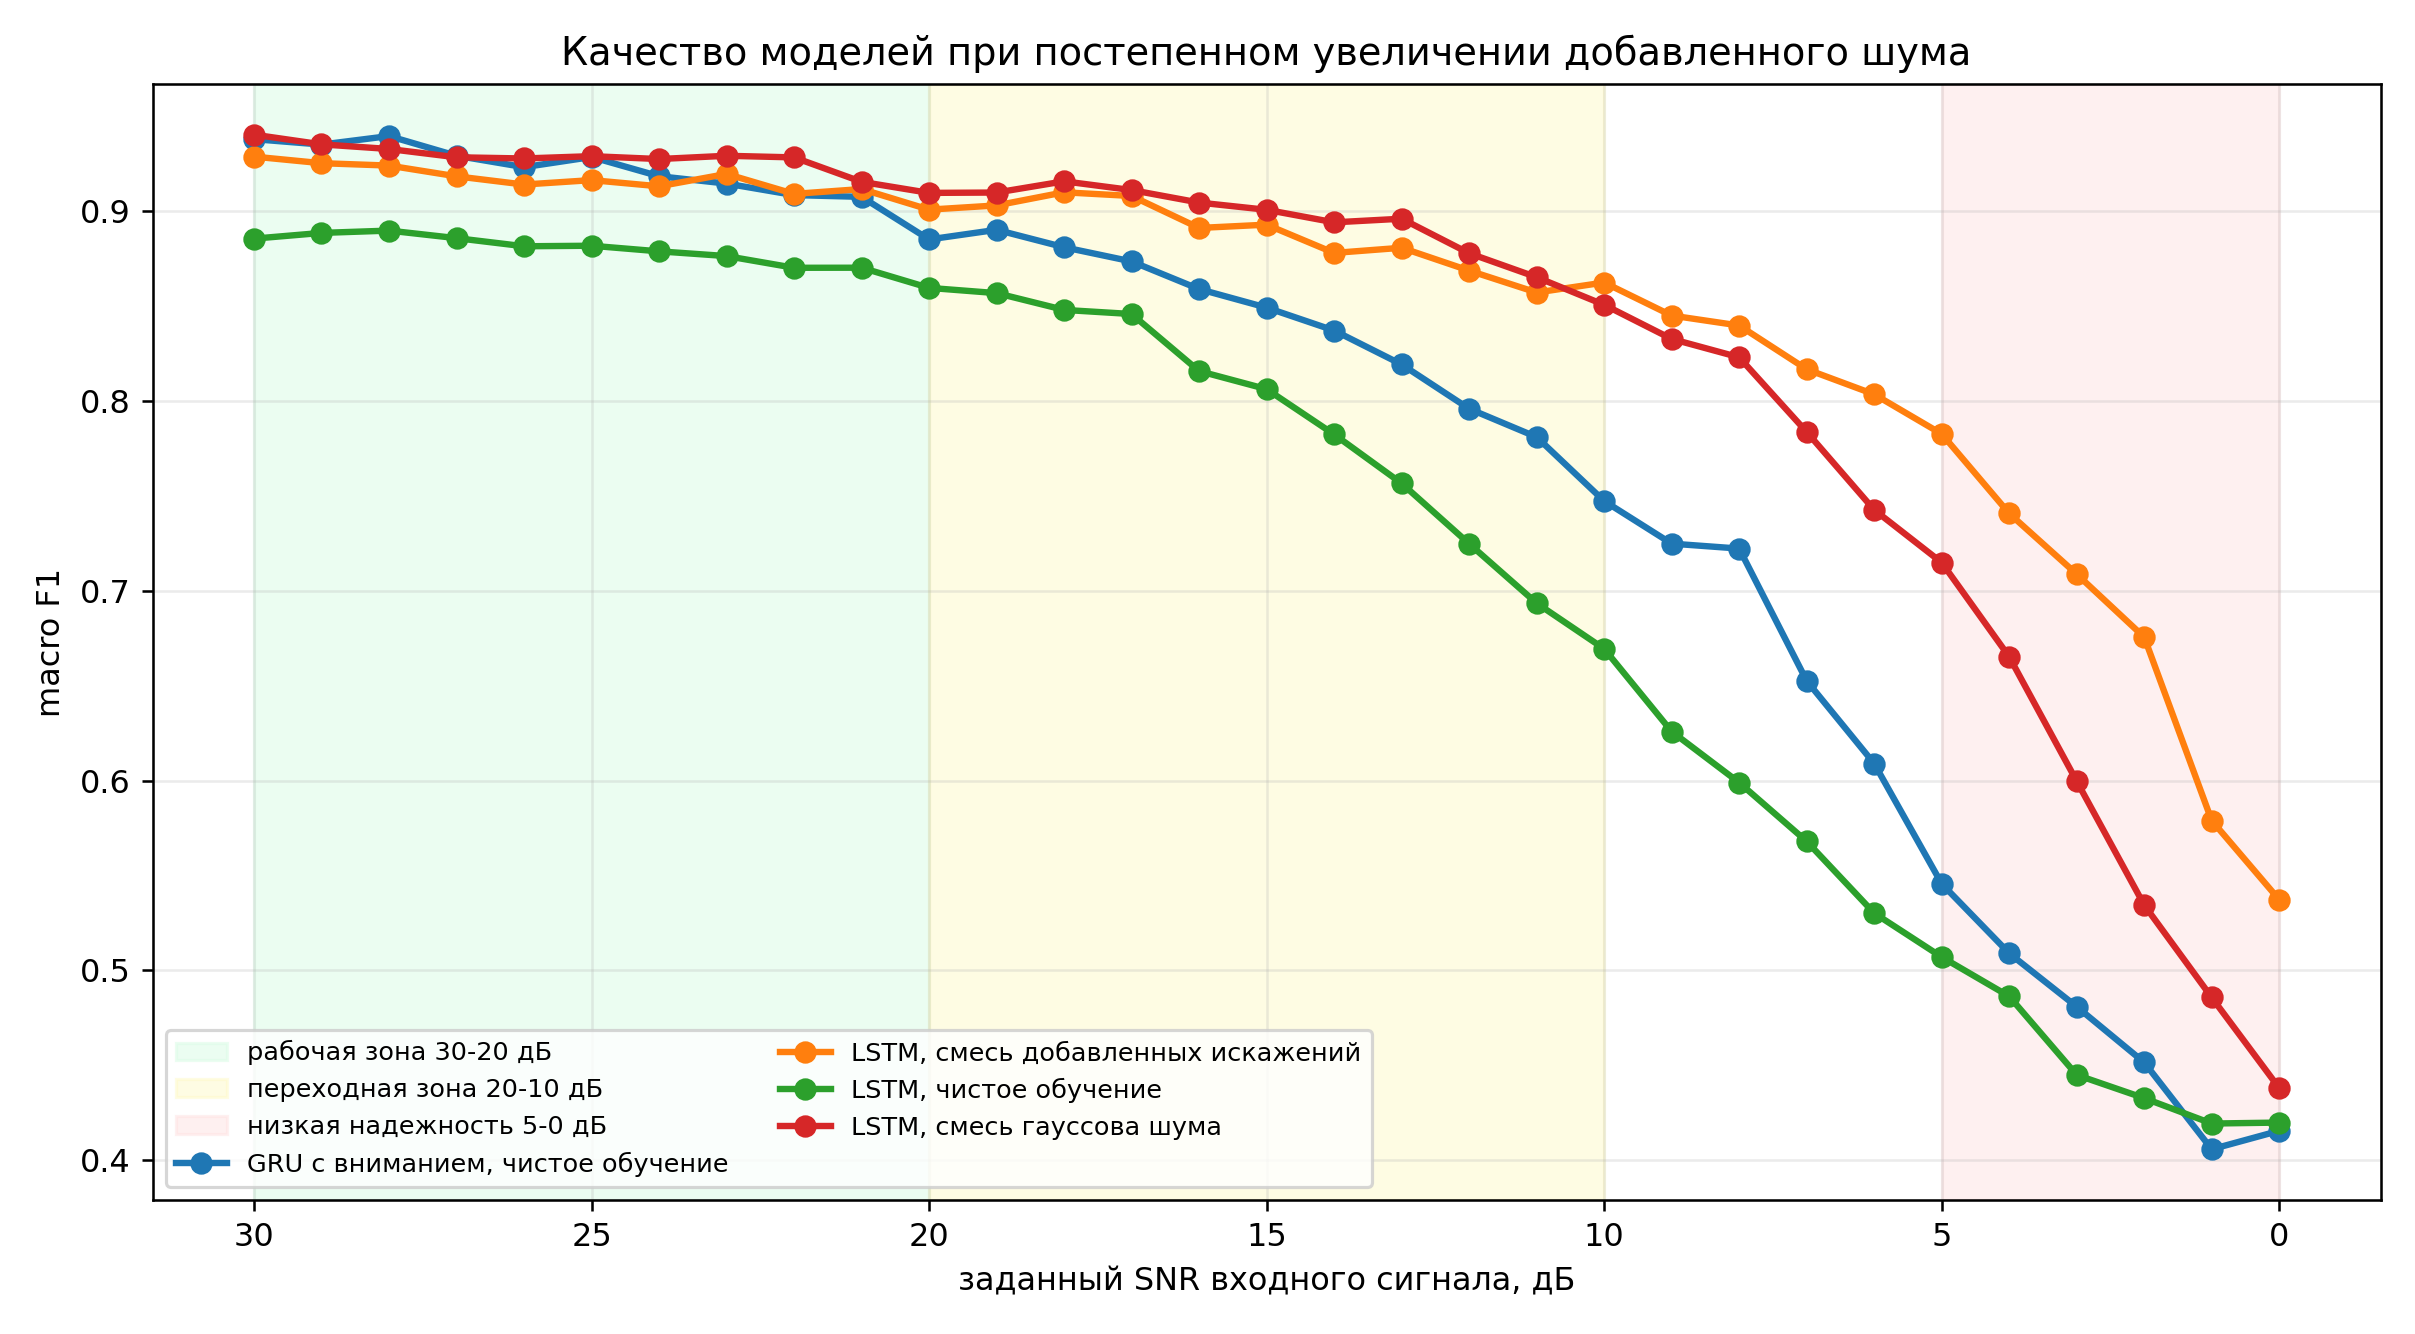 Качество моделей при постепенном увеличении добавленного шума
macro F1
0.9
0.8
0.7
0.6
0.5
0.4
рабочая зона 30-20 дБ
переходная зона 20-10 дБ
низкая надежность 5-0 дБ
GRU с вниманием, чистое обучение
LSTM, смесь добавленных искажений
LSTM, чистое обучение
LSTM, смесь гауссова шума
30 25 20 15 10 5 0
заданный SNR входного сигнала, дБ